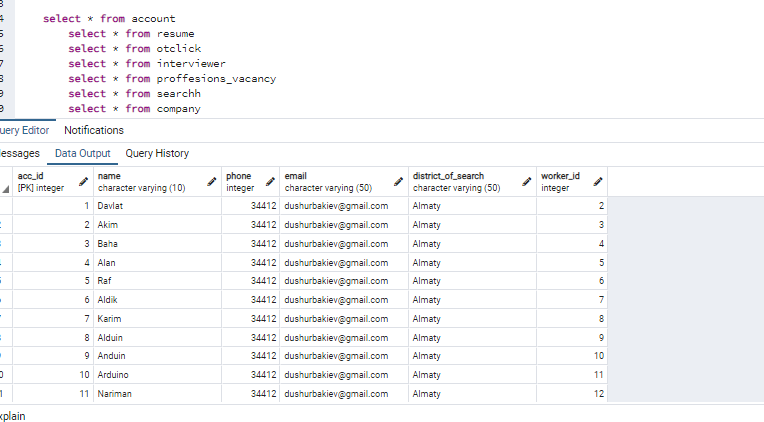 select * from account
select * from resume
select * from otclick
select * from interviewer
select * from proffesions_vacancy
select * from searchh
select * from company
uery Editor Notifications
lessages Data Output Query History
acc_id name phone email district_of_search worker_id
[PK] integer character varying (10) integer character varying (50) character varying (50) integer
1 Davlat 34412 dushurbakiev@gmail.com Almaty 2
2 Akim 34412 dushurbakiev@gmail.com Almaty 3
3 Baha 34412 dushurbakiev@gmail.com Almaty 4
4 Alan 34412 dushurbakiev@gmail.com Almaty 5
5 Raf 34412 dushurbakiev@gmail.com Almaty 6
6 Aldik 34412 dushurbakiev@gmail.com Almaty 7
7 Karim 34412 dushurbakiev@gmail.com Almaty 8
8 Alduin 34412 dushurbakiev@gmail.com Almaty 9
9 Anduin 34412 dushurbakiev@gmail.com Almaty 10
10 Arduino 34412 dushurbakiev@gmail.com Almaty 11
11 Nariman 34412 dushurbakiev@gmail.com Almaty 12
xplain